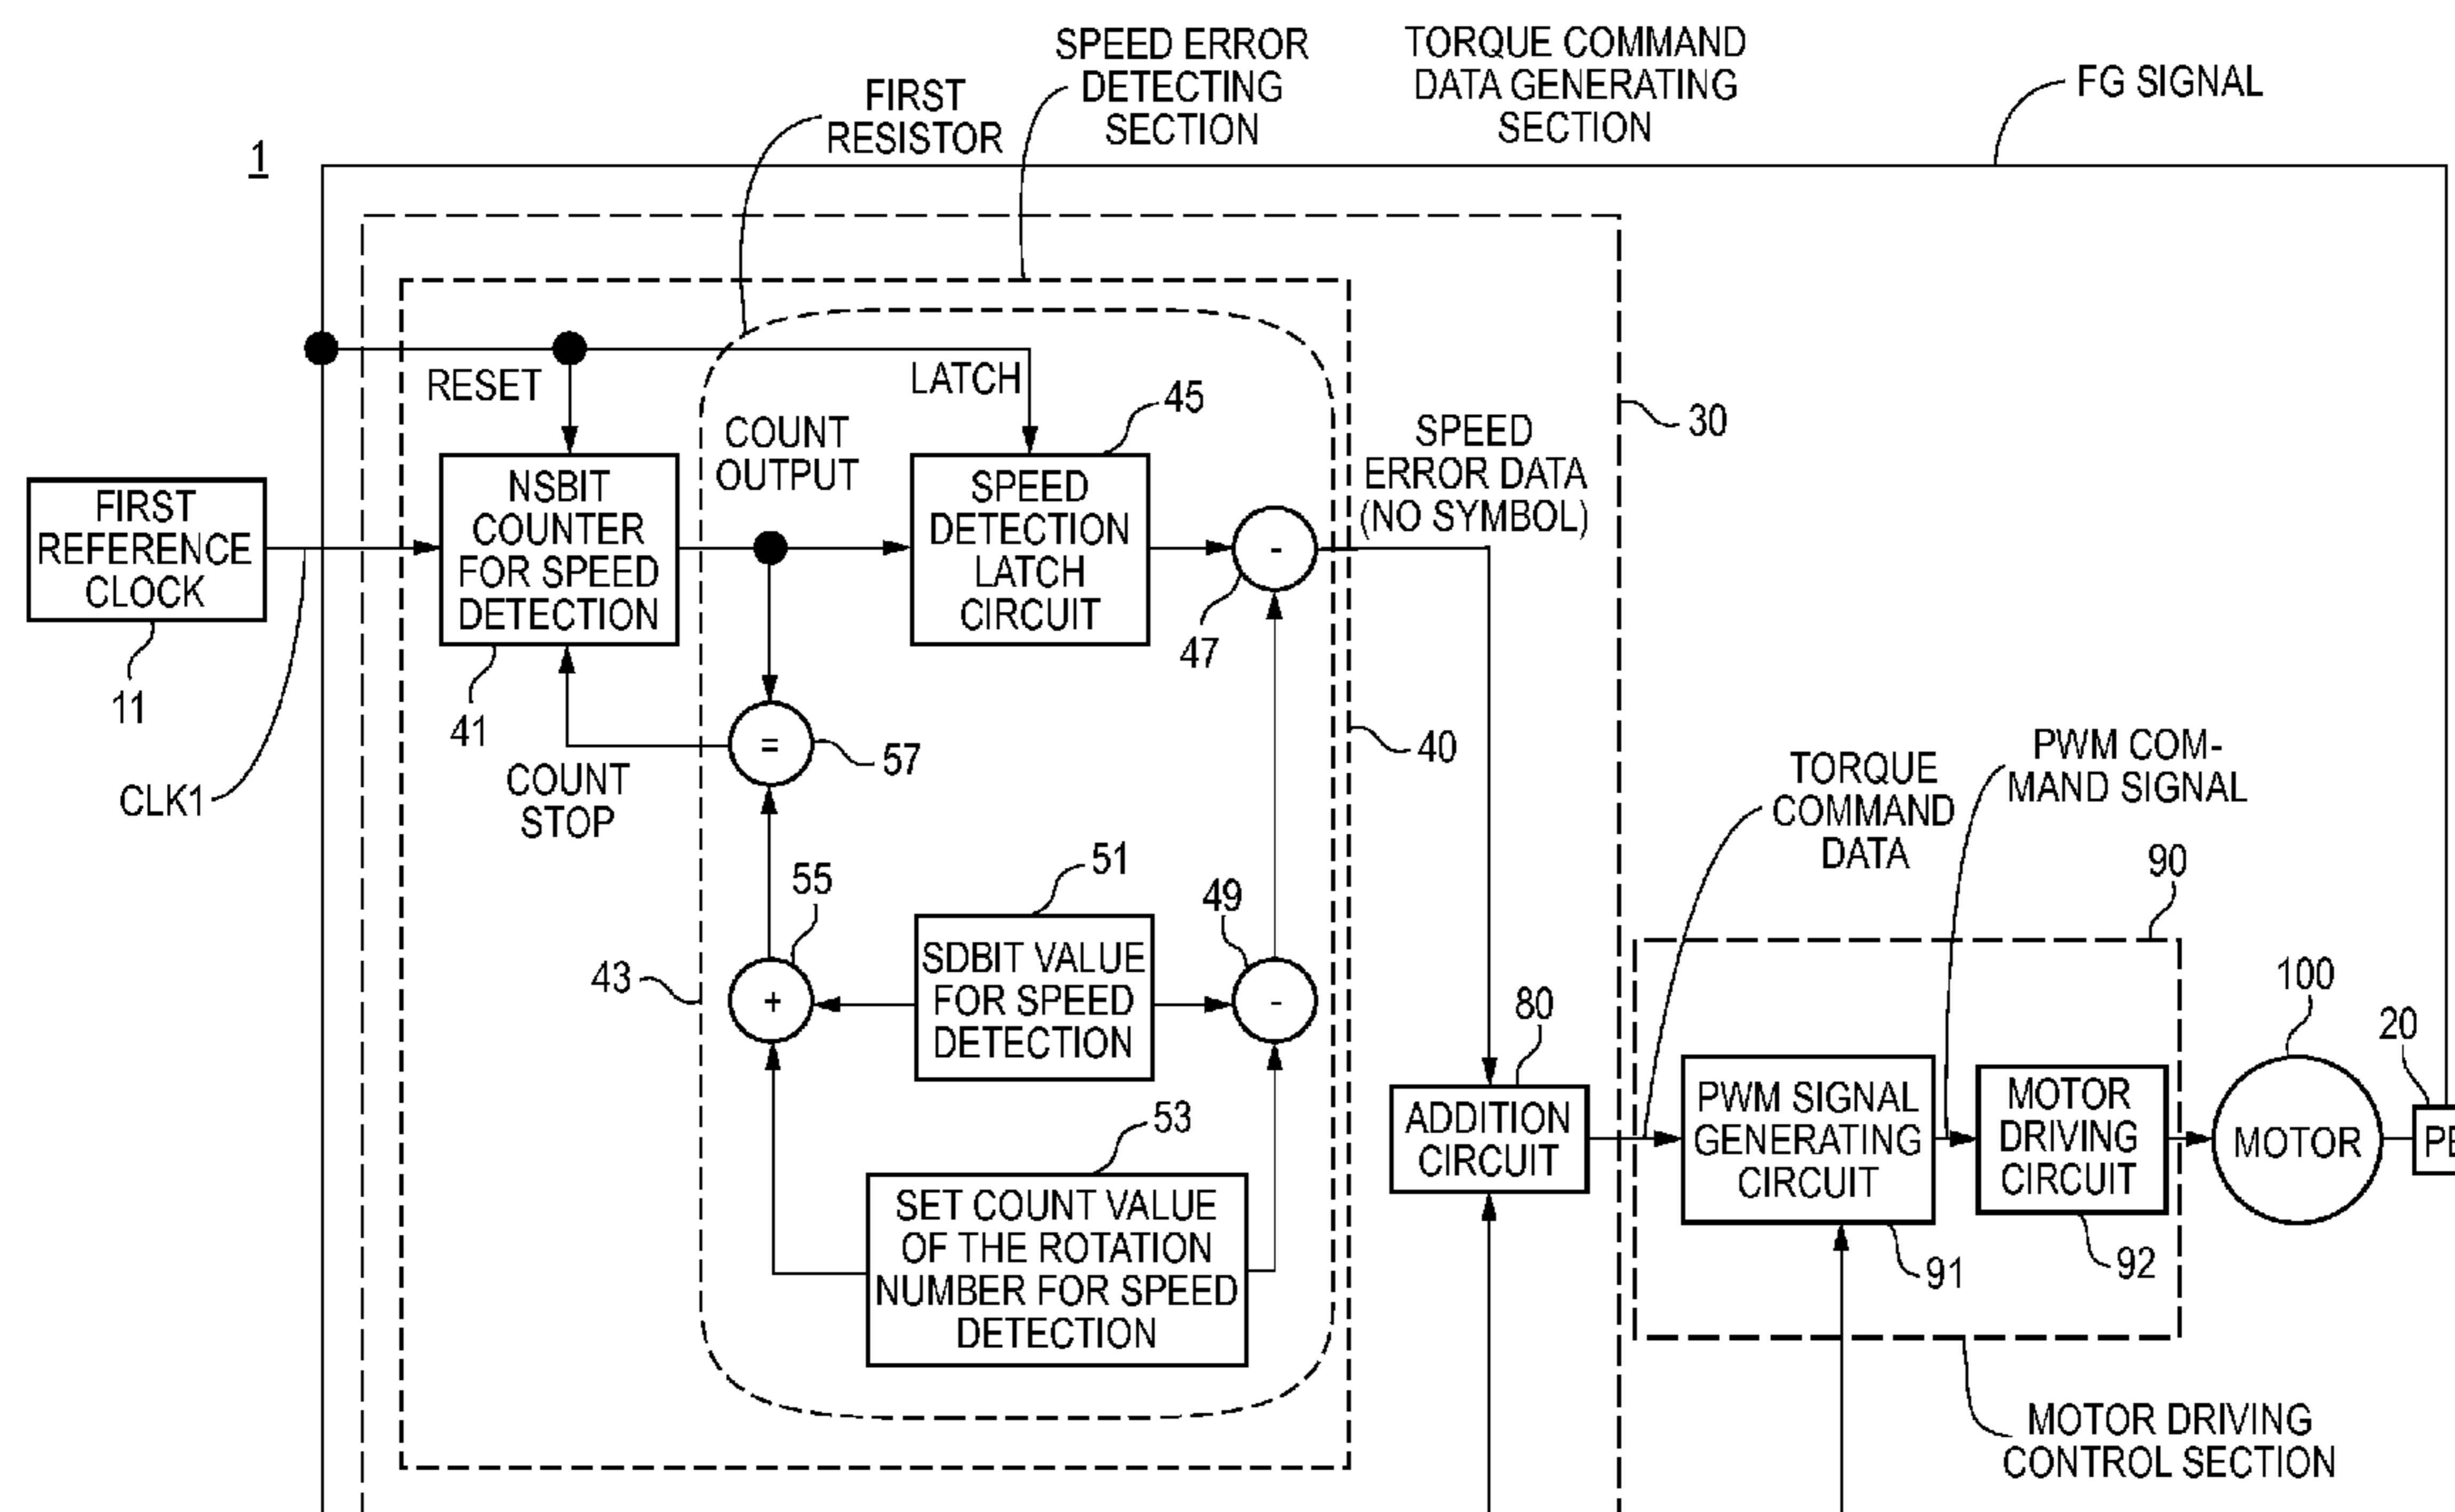 1
FIRST
RESISTOR
SPEED ERROR
DETECTING
SECTION
TORQUE COMMAND
DATA GENERATING
SECTION
FG SIGNAL
RESET
LATCH
45
30
COUNT
OUTPUT
SPEED
ERROR DATA
(NO SYMBOL)
FIRST
REFERENCE
CLOCK
11
CLK1
NSBIT
COUNTER
FOR SPEED
DETECTION
41
SPEED
DETECTION
LATCH
CIRCUIT
-
47
=
57
COUNT
STOP
40
TORQUE
COMMAND
DATA
PWM COM-
MAND SIGNAL
90
55
51
49
43
+
SDBIT VALUE
FOR SPEED
DETECTION
-
53
SET COUNT VALUE
OF THE ROTATION
NUMBER FOR SPEED
DETECTION
80
ADDITION
CIRCUIT
PWM SIGNAL
GENERATING
CIRCUIT
91
MOTOR
DRIVING
CIRCUIT
92
100
MOTOR
20
MOTOR DRIVING
CONTROL SECTION